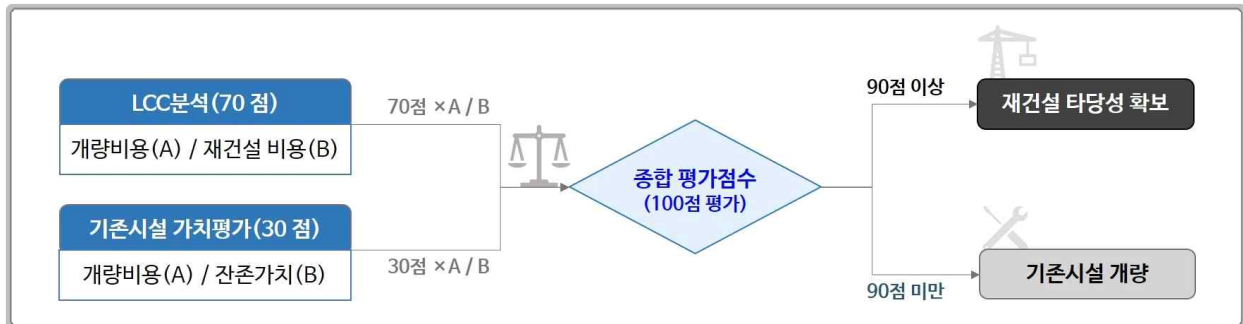 LCC분석(70 점)
개량비용(A) / 재건설 비용(B)
70점 ×A / B
기존시설 가치평가(30 점)
개량비용(A) / 잔존가치(B)
30점 ×A / B
종합 평가점수
(100점 평가)
90점 이상
재건설 타당성 확보
90점 미만
기존시설 개량